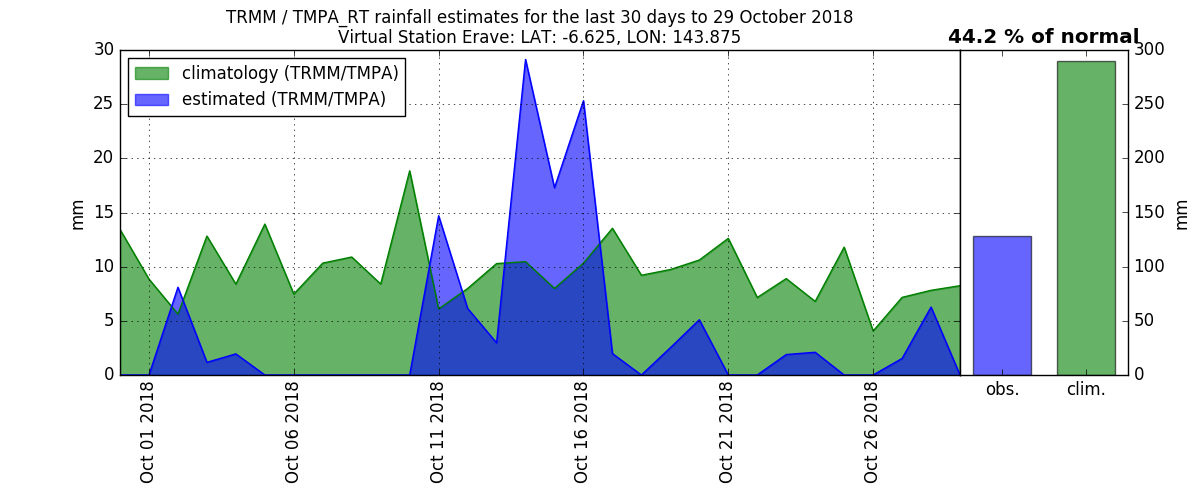 TRMM / TMPA_RT rainfall estimates for the last 30 days to 29 October 2018
Virtual Station Erave: LAT: -6.625, LON: 143.875
44.2 % of normal
climatology (TRMM/TMPA)
estimated (TRMM/TMPA)
30
25
20
15
10
5
0
mm
300
250
200
150
100
50
0
mm
Oct 01 2018
Oct 06 2018
Oct 11 2018
Oct 16 2018
Oct 21 2018
Oct 26 2018
obs.
clim.